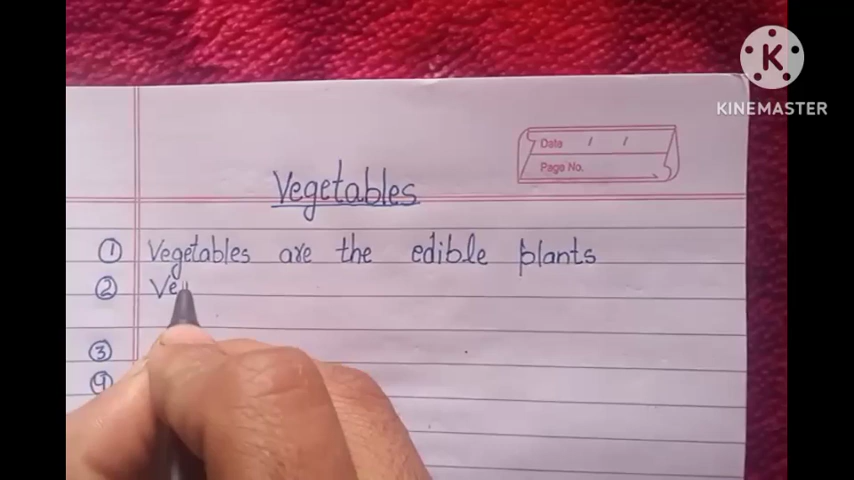 KINEMASTER
Date / /
Page No.
Vegetables
① Vegetables are the edible plants
② Ve
③
④